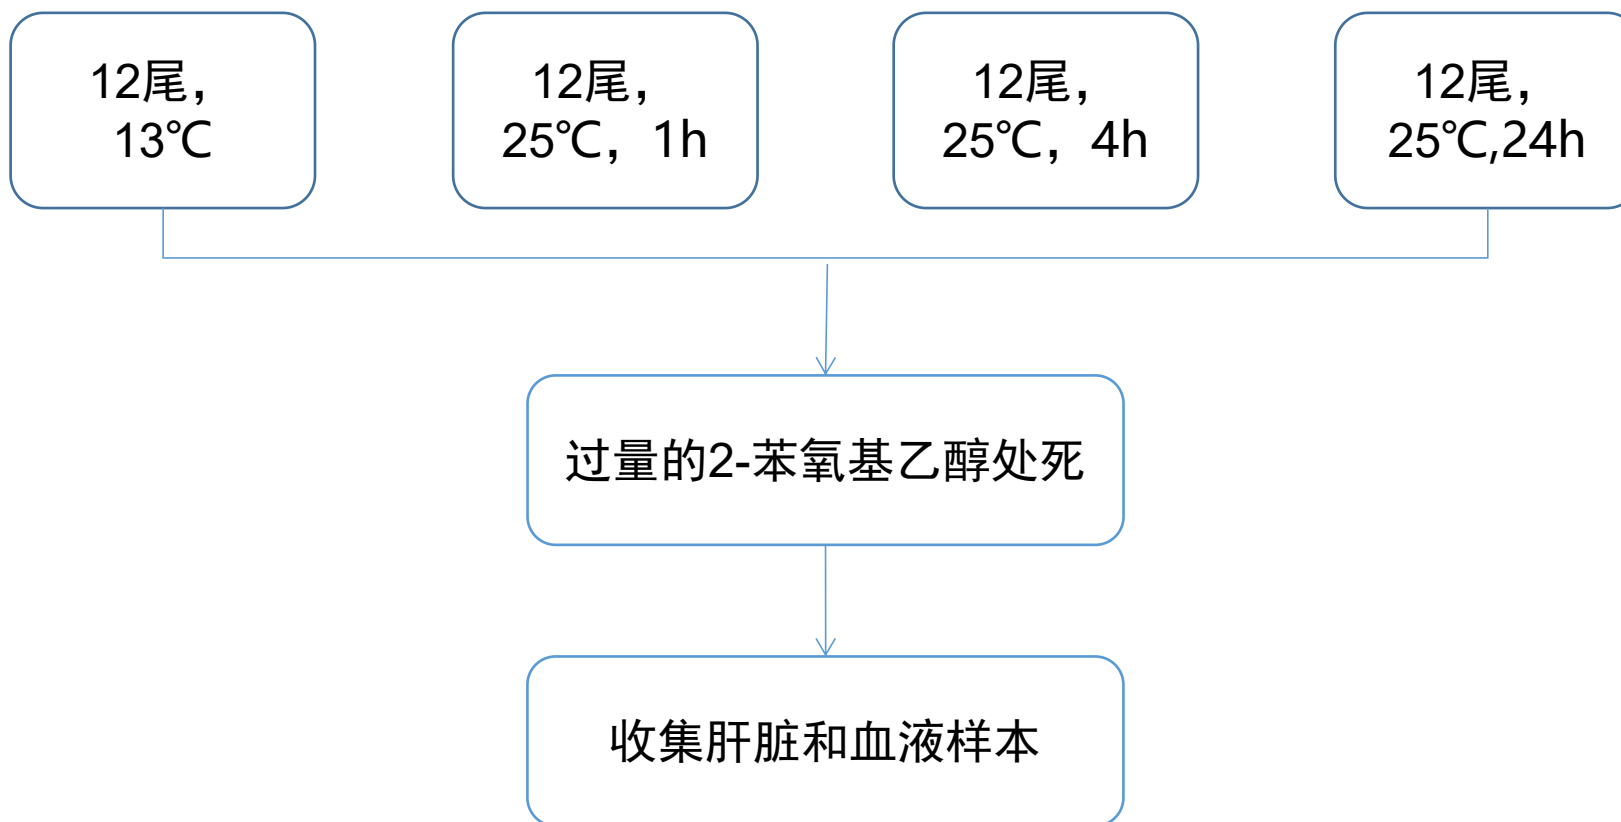 12尾，
13℃
12尾，
25℃，1h
12尾，
25℃，4h
12尾，
25℃,24h
过量的2-苯氧基乙醇处死
收集肝脏和血液样本